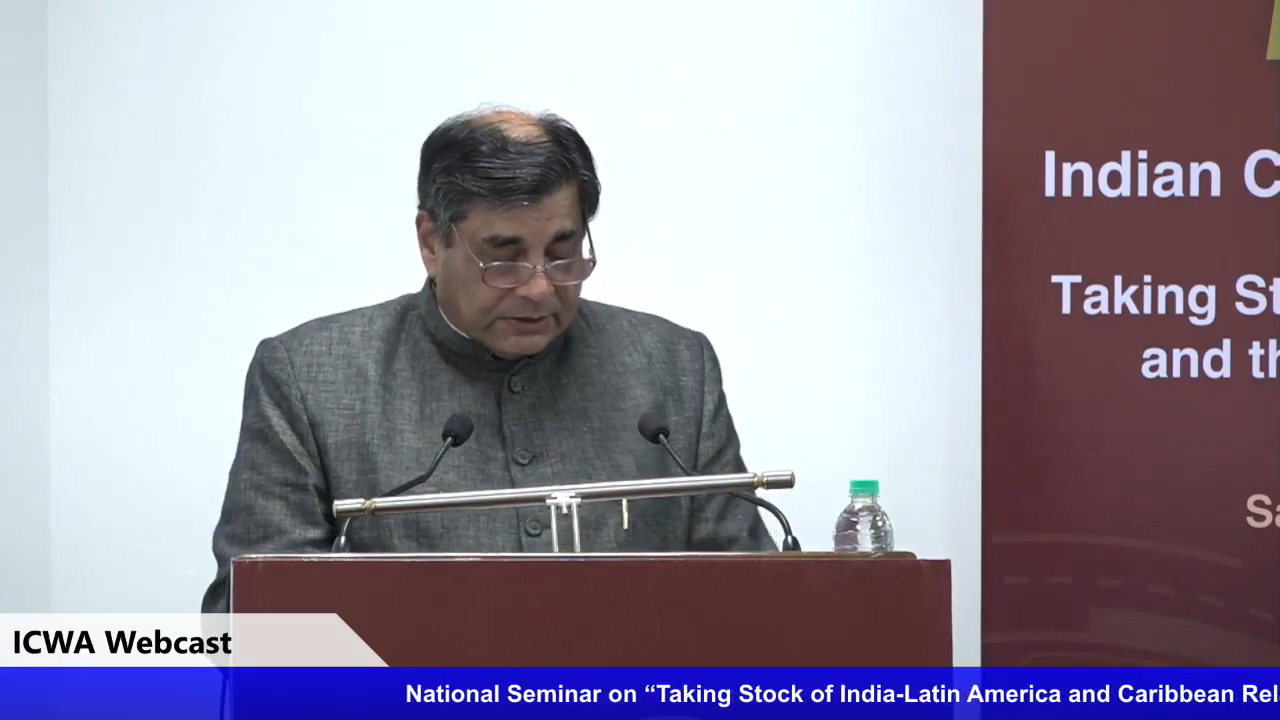 Indian C
Taking St
and th
Sa
ICWA Webcast
National Seminar on “Taking Stock of India-Latin America and Caribbean Rel